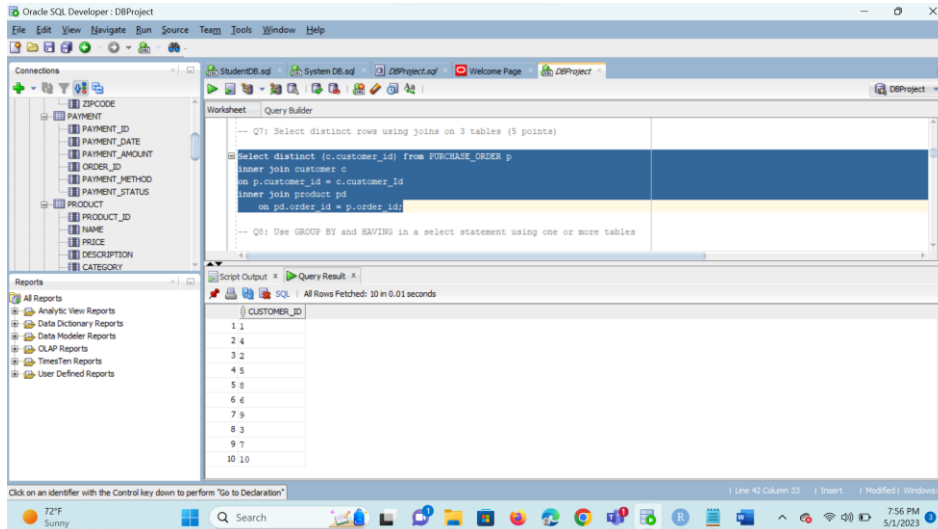 Oracle SQL Developer : DBProject
File Edit View Navigate Run Source Team Tools Window Help
Connections
StudentDB.sql
System DB.sql
DBProject.sql
Welcome Page
DBProject
DBProject
Worksheet Query Builder
ZIPCODE
PAYMENT
PAYMENT_ID
PAYMENT_DATE
PAYMENT_AMOUNT
ORDER_ID
PAYMENT_METHOD
PAYMENT_STATUS
PRODUCT
PRODUCT_ID
NAME
PRICE
DESCRIPTION
CATEGORY
-- Q7: Select distinct rows using joins on 3 tables (5 points)
Select distinct (c.customer_id) from PURCHASE_ORDER p
inner join customer c
on p.customer_id = c.customer_Id
inner join product pd
on pd.order_id = p.order_id;
-- Q8: Use GROUP BY and HAVING in a select statement using one or more tables
Reports
All Reports
Analytic View Reports
Data Dictionary Reports
Data Modeler Reports
OLAP Reports
TimesTen Reports
User Defined Reports
Script Output x Query Result x
SQL | All Rows Fetched: 10 in 0.01 seconds
CUSTOMER_ID
1 1
2 4
3 2
4 5
5 8
6 6
7 9
8 3
9 7
10 10
Click on an identifier with the Control key down to perform "Go to Declaration"
| Line 42 Column 33 | Insert | Modified | Windows:
72°F
Sunny
Search
7:56 PM
5/1/2023